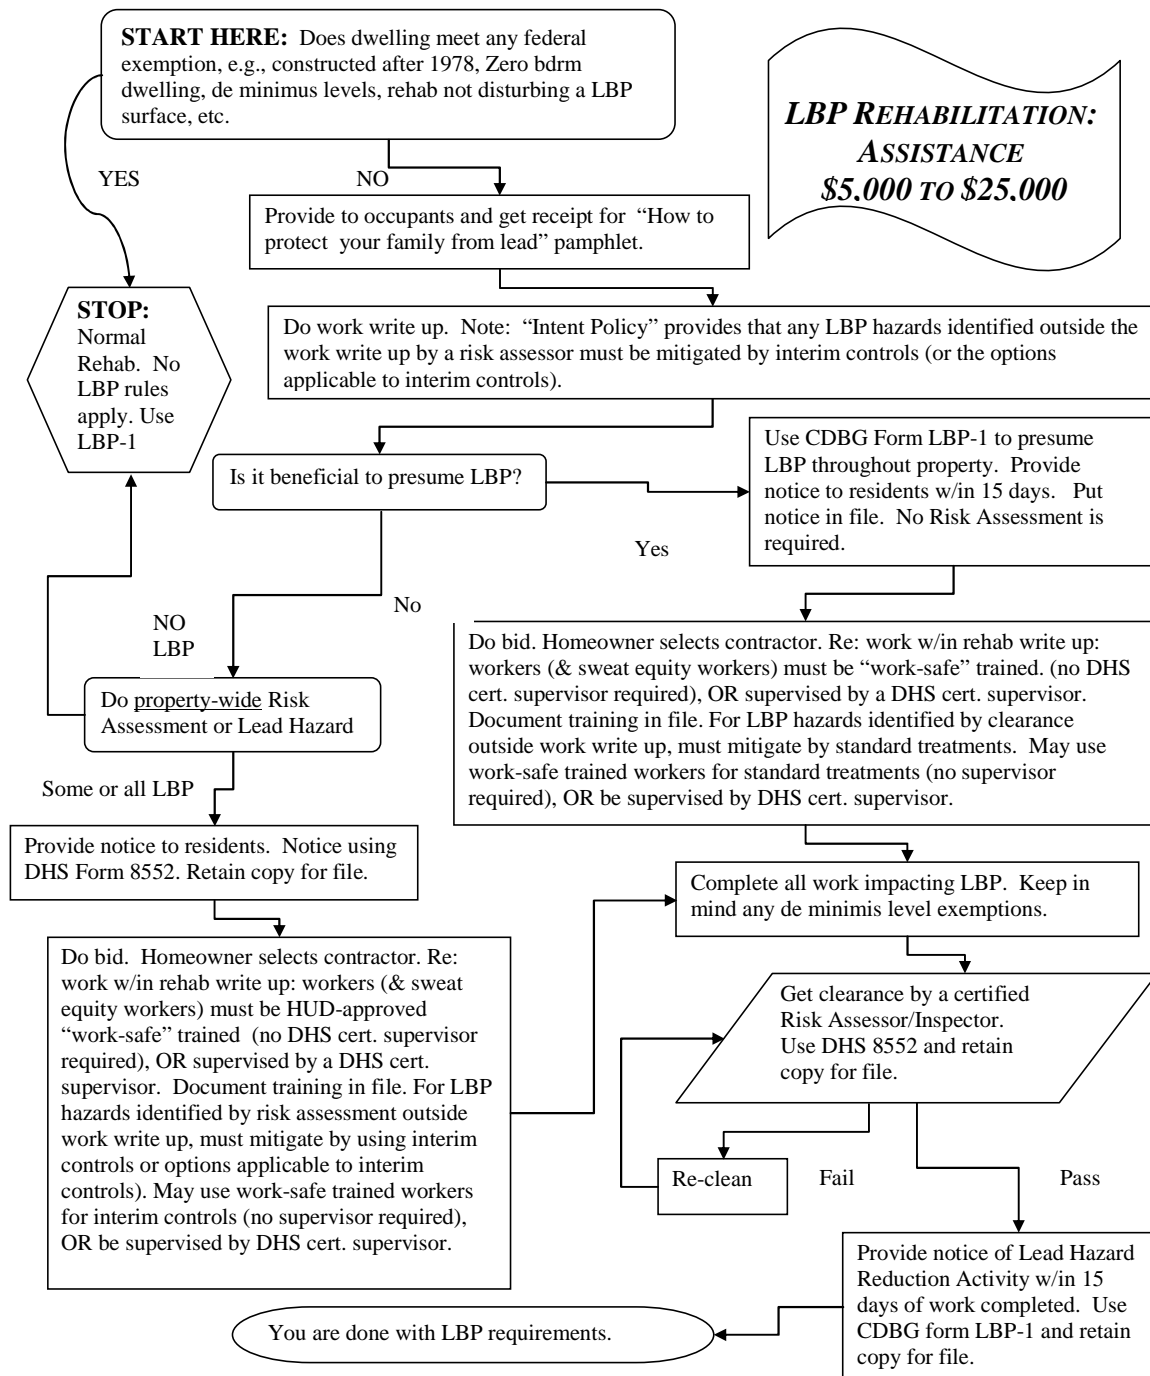 START HERE: Does dwelling meet any federal
exemption, e.g., constructed after 1978, Zero bdrm
dwelling, de minimus levels, rehab not disturbing a LBP
surface, etc.
LBP REHABILITATION:
ASSISTANCE
$5,000 TO $25,000
YES
NO
Provide to occupants and get receipt for “How to
protect your family from lead” pamphlet.
STOP:
Normal
Rehab. No
LBP rules
apply. Use
LBP-1
Do work write up. Note: “Intent Policy” provides that any LBP hazards identified outside the
work write up by a risk assessor must be mitigated by interim controls (or the options
applicable to interim controls).
Is it beneficial to presume LBP?
Use CDBG Form LBP-1 to presume
LBP throughout property. Provide
notice to residents w/in 15 days. Put
notice in file. No Risk Assessment is
required.
Yes
No
NO
LBP
Do property-wide Risk
Assessment or Lead Hazard
Do bid. Homeowner selects contractor. Re: work w/in rehab write up:
workers (& sweat equity workers) must be “work-safe” trained. (no DHS
cert. supervisor required), OR supervised by a DHS cert. supervisor.
Document training in file. For LBP hazards identified by clearance
outside work write up, must mitigate by standard treatments. May use
work-safe trained workers for standard treatments (no supervisor
required), OR be supervised by DHS cert. supervisor.
Some or all LBP
Provide notice to residents. Notice using
DHS Form 8552. Retain copy for file.
Complete all work impacting LBP. Keep in
mind any de minimis level exemptions.
Do bid. Homeowner selects contractor. Re:
work w/in rehab write up: workers (& sweat
equity workers) must be HUD-approved
“work-safe” trained (no DHS cert. supervisor
required), OR supervised by a DHS cert.
supervisor. Document training in file. For LBP
hazards identified by risk assessment outside
work write up, must mitigate by using interim
controls or options applicable to interim
controls). May use work-safe trained workers
for interim controls (no supervisor required),
OR be supervised by DHS cert. supervisor.
Get clearance by a certified
Risk Assessor/Inspector.
Use DHS 8552 and retain
copy for file.
Re-clean
Fail
Pass
Provide notice of Lead Hazard
Reduction Activity w/in 15
days of work completed. Use
CDBG form LBP-1 and retain
copy for file.
You are done with LBP requirements.